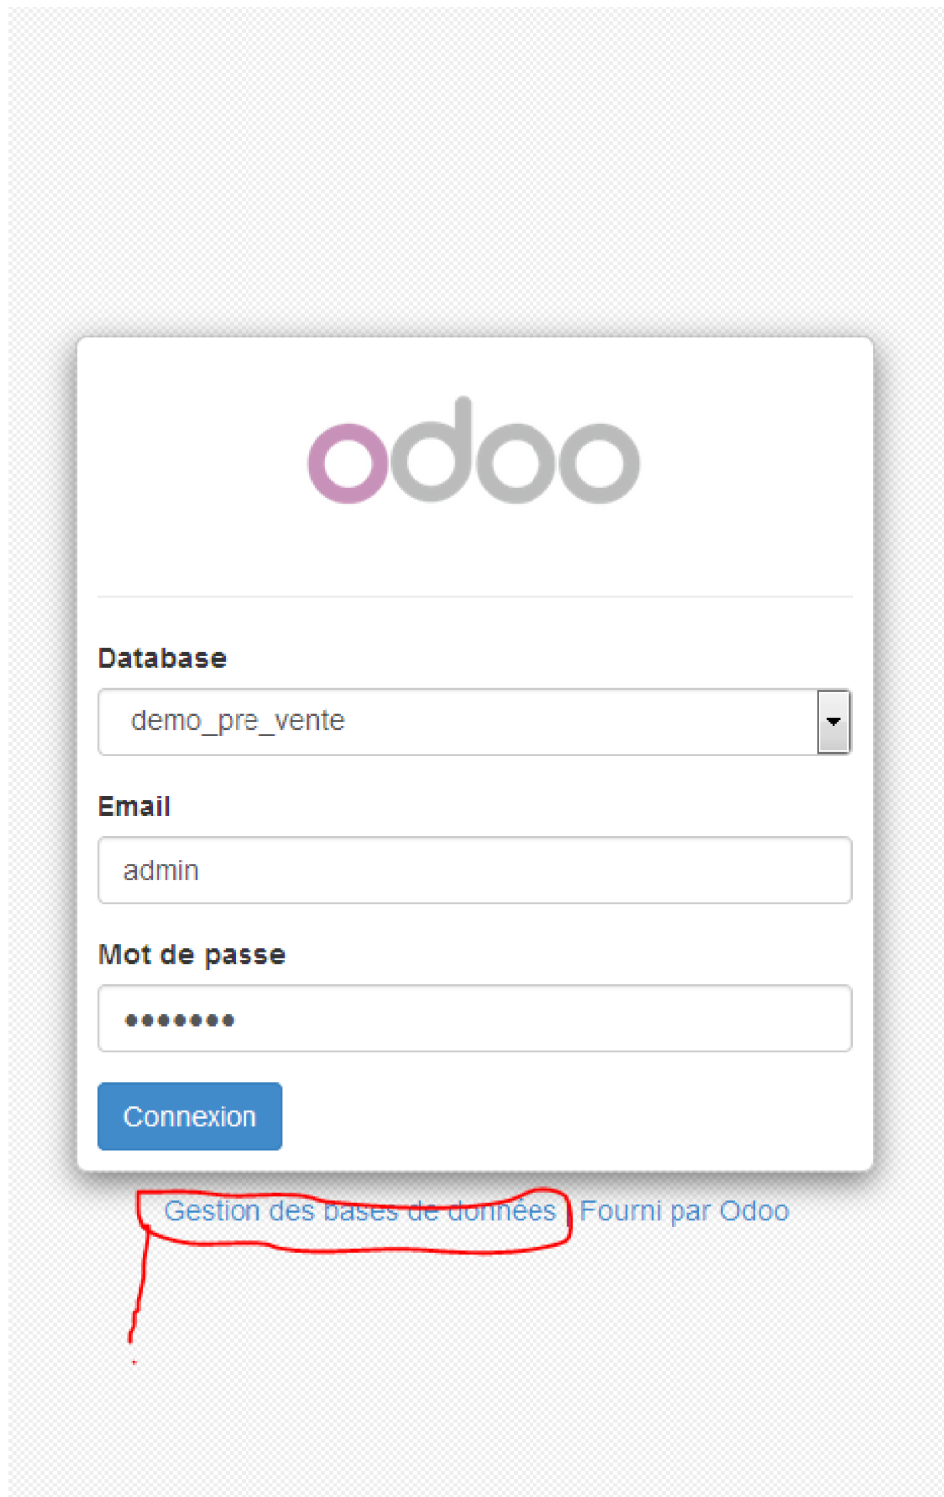 odoo
Database
demo_pre_vente
Email
admin
Mot de passe
•••••••
Connexion
Gestion des bases de données | Fourni par Odoo